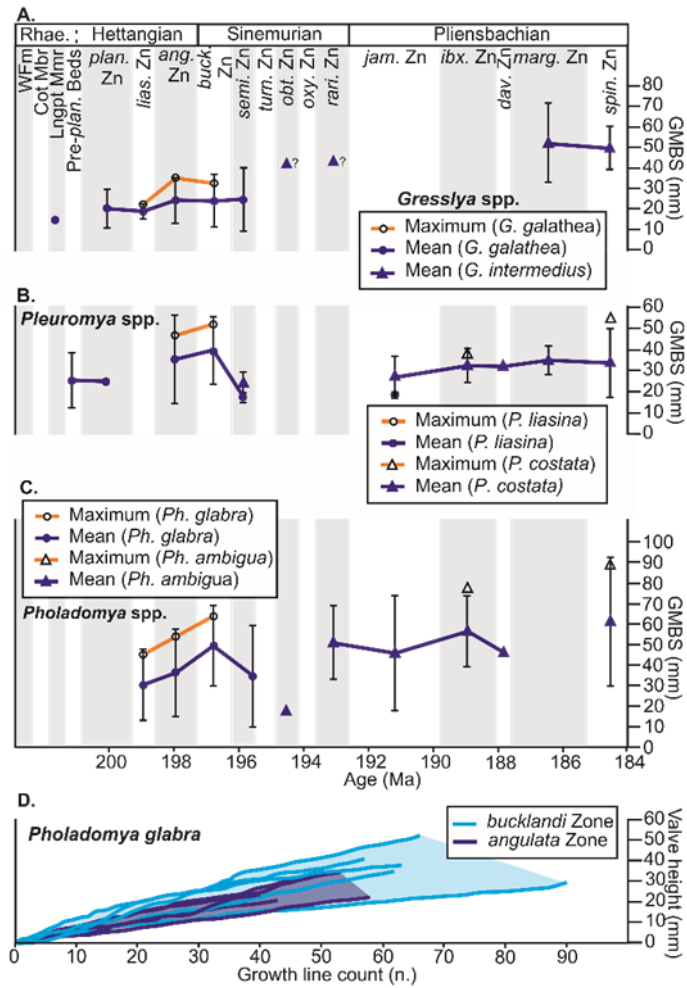 A.
Rhae. ; Hettangian Sinemurian Pliensbachian
WFm
Cot Mbr
Lngpt Mmr
Pre-plan. Beds
plan. Zn
lias. Zn
ang. Zn
buck. Zn
semi. Zn
turn. Zn
obt. Zn
oxy. Zn
rari. Zn
jam. Zn
ibx. Zn
dav. Zn
marg. Zn
spin. Zn
80
70
60
50
40
30
20
10
0
GMBS (mm)
?
?
Gresslya spp.
Maximum (G. galathea)
Mean (G. galathea)
Mean (G. intermedius)
B.
Pleuromya spp.
60
50
40
30
20
10
0
GMBS (mm)
Maximum (P. liasina)
Mean (P. liasina)
Maximum (P. costata)
Mean (P. costata)
C.
Maximum (Ph. glabra)
Mean (Ph. glabra)
Maximum (Ph. ambigua)
Mean (Ph. ambigua)
Pholadomya spp.
100
90
80
70
60
50
40
30
20
10
0
GMBS (mm)
200 198 196 194 192 190 188 186 184
Age (Ma)
D.
Pholadomya glabra
bucklandi Zone
angulata Zone
60
50
40
30
20
10
0
Valve height (mm)
0 10 20 30 40 50 60 70 80 90
Growth line count (n.)